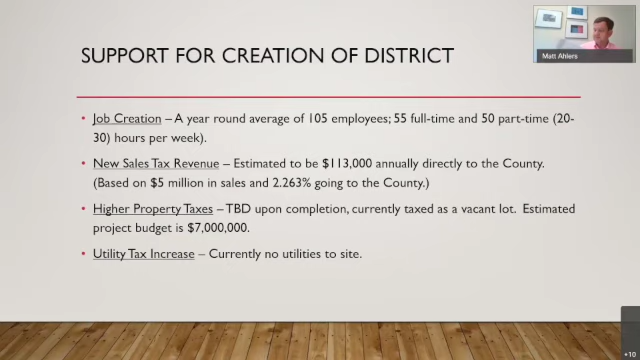 Matt Ahlers
SUPPORT FOR CREATION OF DISTRICT
• Job Creation – A year round average of 105 employees; 55 full-time and 50 part-time (20-
30) hours per week).
• New Sales Tax Revenue – Estimated to be $113,000 annually directly to the County.
(Based on $5 million in sales and 2.263% going to the County.)
• Higher Property Taxes – TBD upon completion, currently taxed as a vacant lot. Estimated
project budget is $7,000,000.
• Utility Tax Increase – Currently no utilities to site.
+10